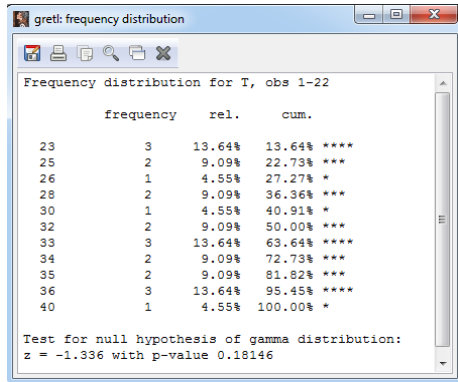 gretl: frequency distribution
Frequency distribution for T, obs 1-22
frequency rel. cum.
23 3 13.64% 13.64% ****
25 2 9.09% 22.73% ***
26 1 4.55% 27.27% *
28 2 9.09% 36.36% ***
30 1 4.55% 40.91% *
32 2 9.09% 50.00% ***
33 3 13.64% 63.64% ****
34 2 9.09% 72.73% ***
35 2 9.09% 81.82% ***
36 3 13.64% 95.45% ****
40 1 4.55% 100.00% *
Test for null hypothesis of gamma distribution:
z = -1.336 with p-value 0.18146